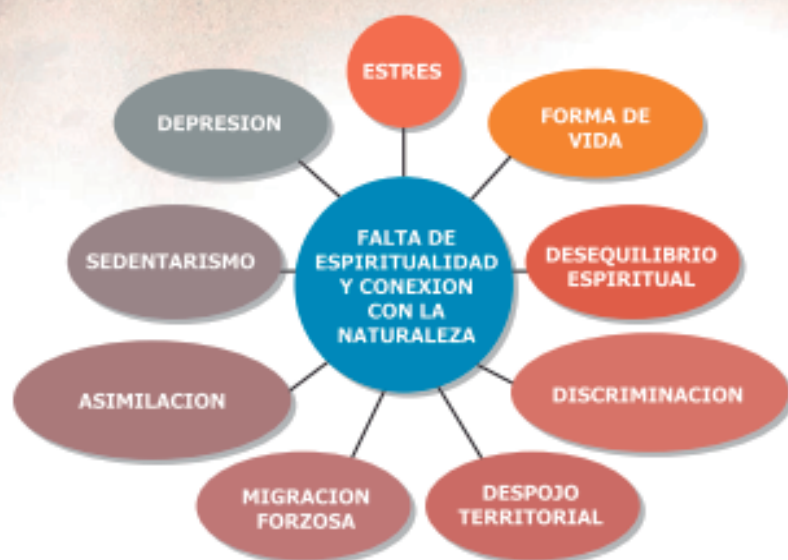 ESTRES
FORMA DE
VIDA
DESEQUILIBRIO
ESPIRITUAL
DISCRIMINACION
DESPOJO
TERRITORIAL
MIGRACION
FORZOSA
ASIMILACION
SEDENTARISMO
DEPRESION
FALTA DE
ESPIRITUALIDAD
Y CONEXION
CON LA
NATURALEZA